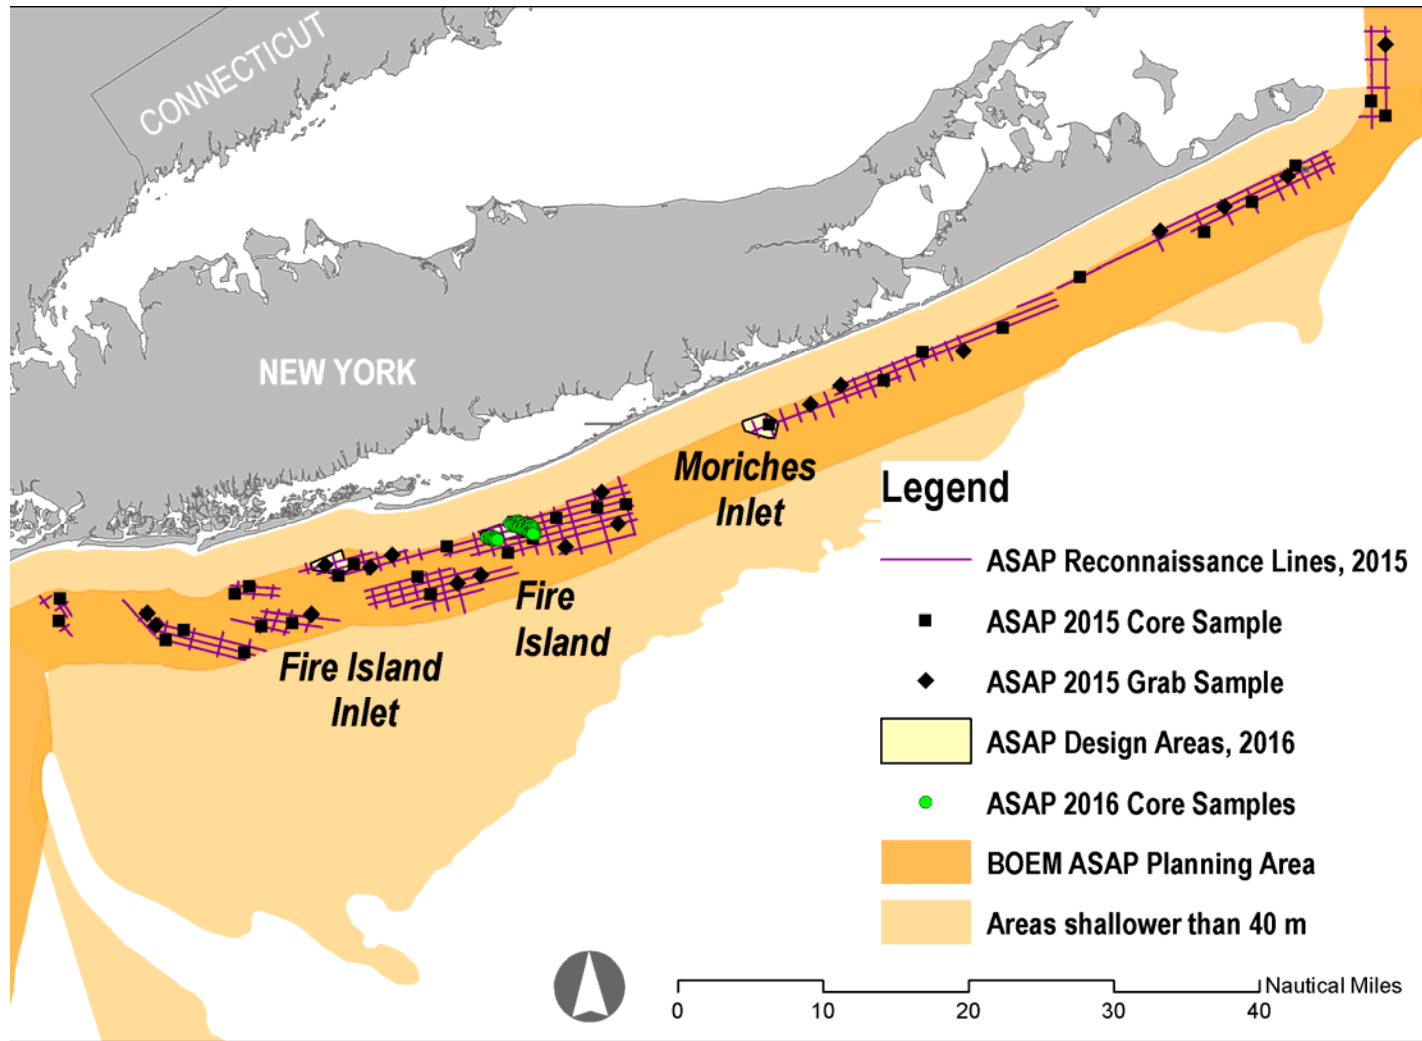 CONNECTICUT
NEW YORK
Moriches
Inlet
Fire
Island
Fire Island
Inlet
Legend
ASAP Reconnaissance Lines, 2015
ASAP 2015 Core Sample
ASAP 2015 Grab Sample
ASAP Design Areas, 2016
ASAP 2016 Core Samples
BOEM ASAP Planning Area
Areas shallower than 40 m
Nautical Miles
0 10 20 30 40